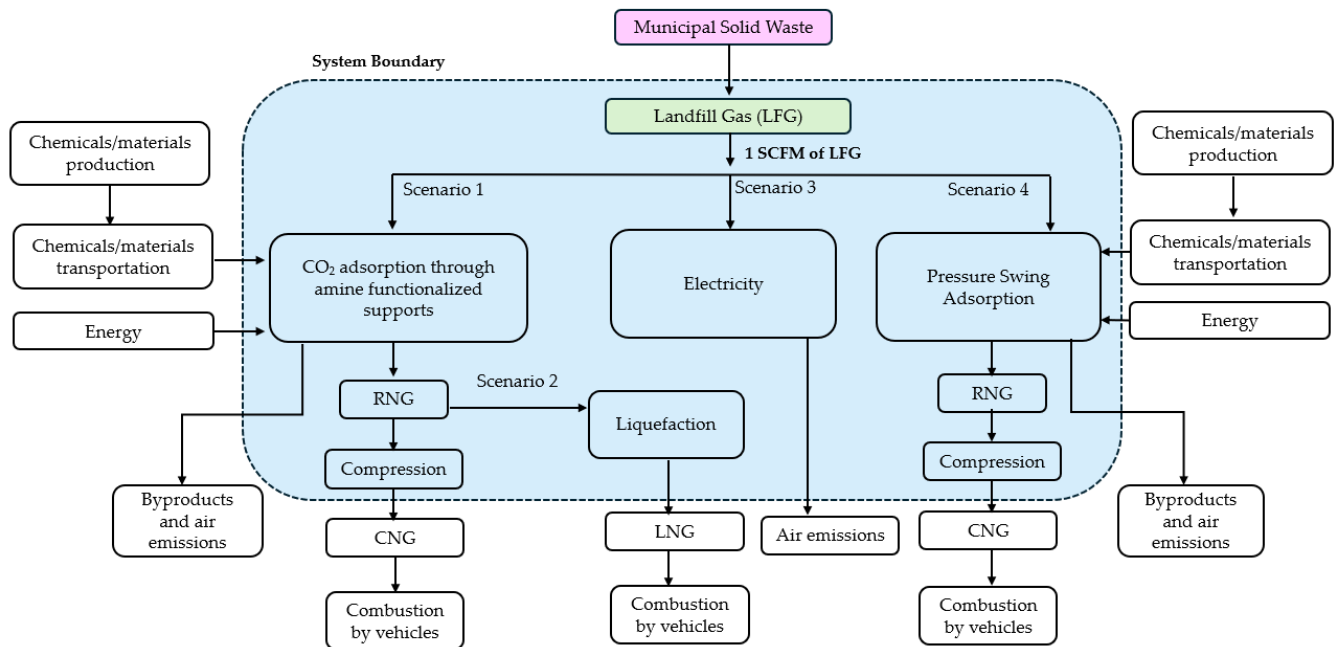 Municipal Solid Waste
System Boundary
Landfill Gas (LFG)
1 SCFM of LFG
Chemicals/materials
production
Chemicals/materials
transportation
Energy
Scenario 1
Scenario 3
Scenario 4
Chemicals/materials
production
Chemicals/materials
transportation
Energy
CO₂ adsorption through
amine functionalized
supports
Electricity
Pressure Swing
Adsorption
RNG
Scenario 2
Liquefaction
RNG
Compression
Compression
Byproducts
and air
emissions
CNG
LNG
Air emissions
CNG
Byproducts
and air
emissions
Combustion
by vehicles
Combustion
by vehicles
Combustion
by vehicles